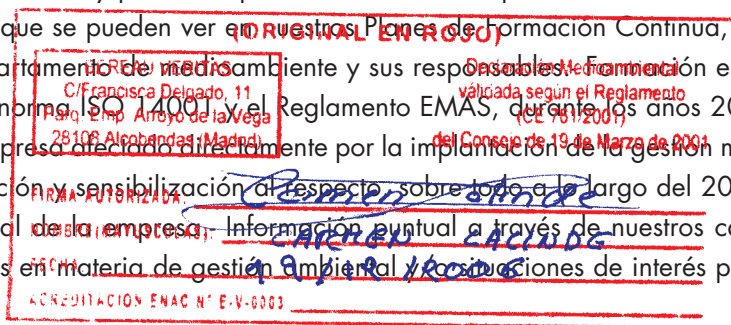 que se pueden ver en nuestros Planes de Formación Continua,
(ORIGINAL EN ROJO)
artamento de medioambiente y sus responsables. Formación e
BUREAU VERITAS
C/Francisca Delgado, 11
Parq. Emp. Arroyo de la Vega
28108 Alcobendas (Madrid)
Declaración Medioambiental
validada según el Reglamento
(CE 761/2001)
del Consejo de 19 de Marzo de 2001
norma ISO 14001 y el Reglamento EMAS, durante los años 20
presa afectado directamente por la implantación de la gestión m
ción y sensibilización al respecto sobre todo a lo largo del 20
FIRMA AUTORIZADA:
al de la empresa.- Información puntual a través de nuestros co
NOMBRE (MAYUSCULAS):
CARMEN
s en materia de gestión ambiental y/o situaciones de interés p
FECHA
ACREDITACION ENAC Nº E-V-0003